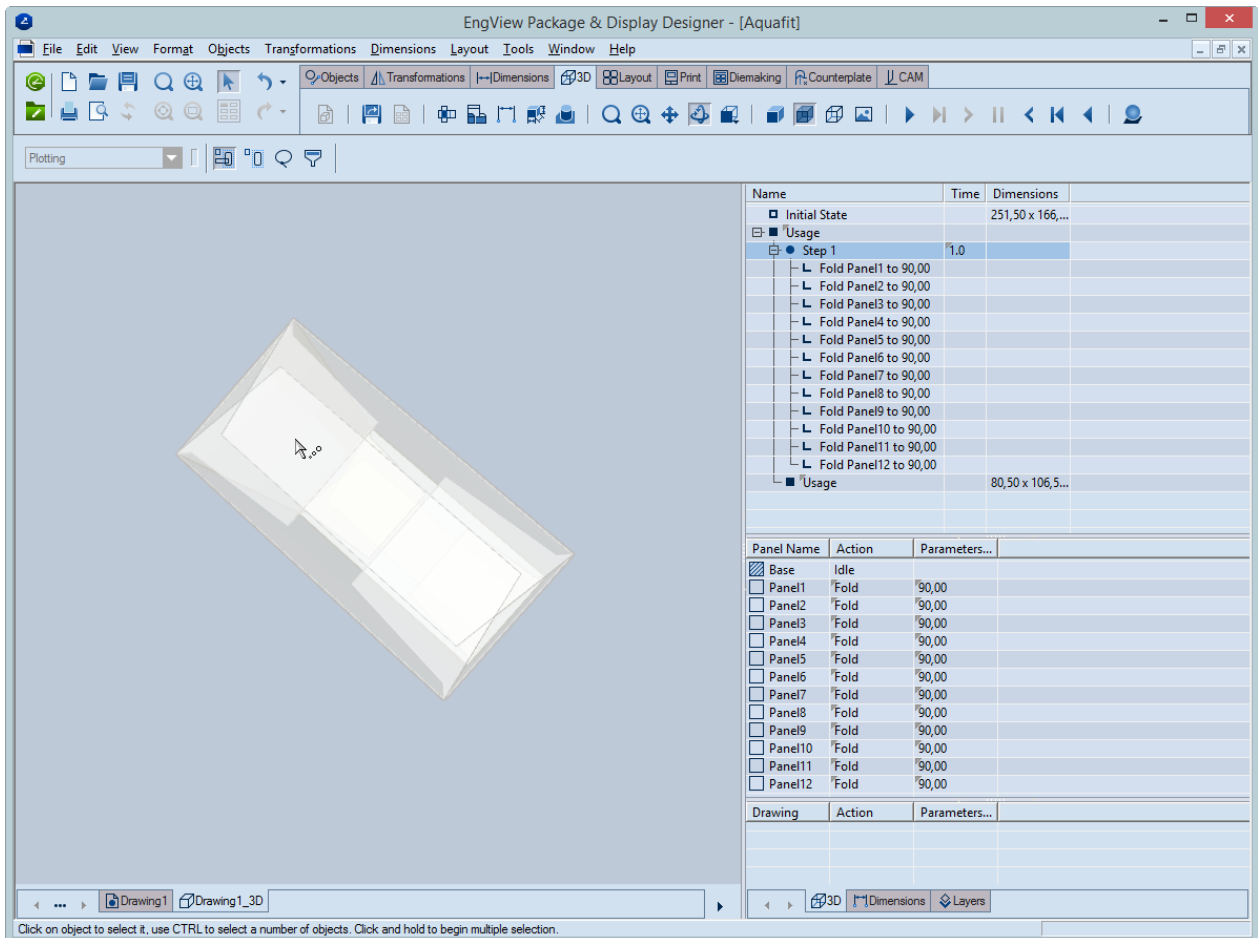 EngView Package & Display Designer - [Aquafit]
File Edit View Format Objects Transformations Dimensions Layout Tools Window Help
Objects Transformations Dimensions 3D Layout Print Diemaking Counterplate CAM
Plotting
Name Time Dimensions
Initial State 251,50 x 166,...
Usage
Step 1 1.0
Fold Panel1 to 90,00
Fold Panel2 to 90,00
Fold Panel3 to 90,00
Fold Panel4 to 90,00
Fold Panel5 to 90,00
Fold Panel6 to 90,00
Fold Panel7 to 90,00
Fold Panel8 to 90,00
Fold Panel9 to 90,00
Fold Panel10 to 90,00
Fold Panel11 to 90,00
Fold Panel12 to 90,00
Usage 80,50 x 106,5...
Panel Name Action Parameters...
Base Idle
Panel1 Fold 90,00
Panel2 Fold 90,00
Panel3 Fold 90,00
Panel4 Fold 90,00
Panel5 Fold 90,00
Panel6 Fold 90,00
Panel7 Fold 90,00
Panel8 Fold 90,00
Panel9 Fold 90,00
Panel10 Fold 90,00
Panel11 Fold 90,00
Panel12 Fold 90,00
Drawing Action Parameters...
Drawing1 Drawing1_3D
3D Dimensions Layers
Click on object to select it, use CTRL to select a number of objects. Click and hold to begin multiple selection.